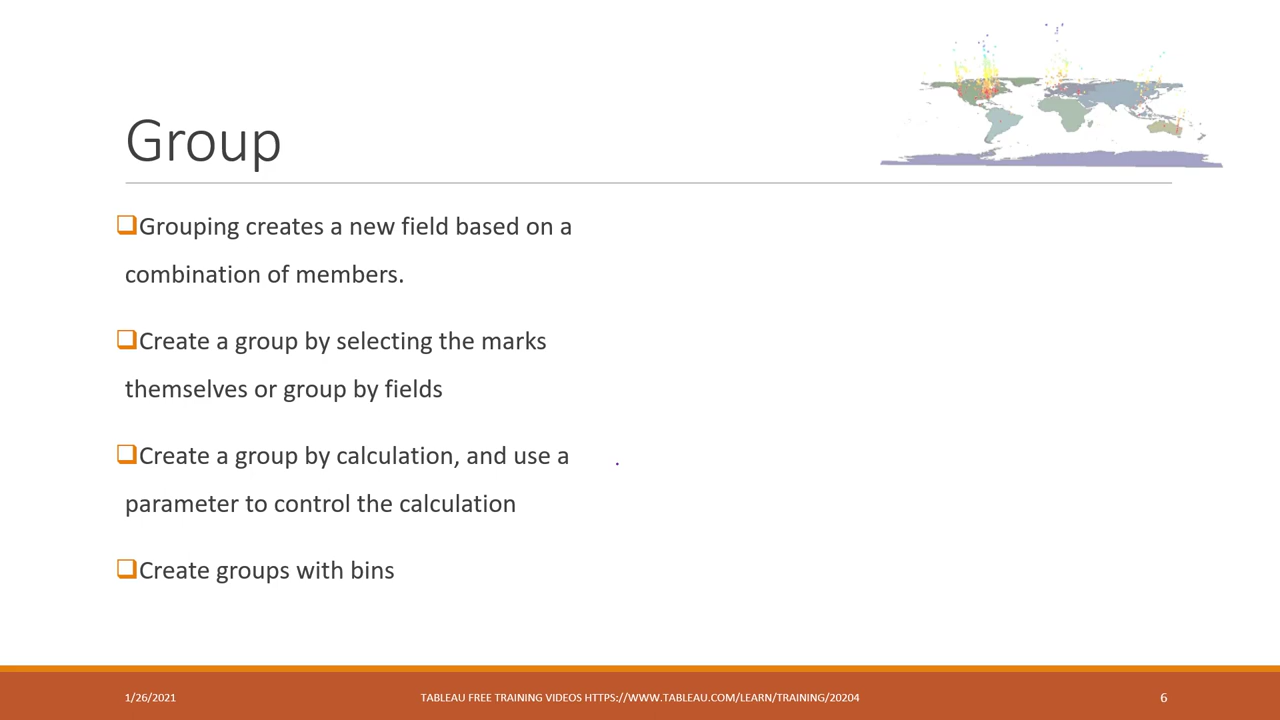 Group
❑Grouping creates a new field based on a
combination of members.
❑Create a group by selecting the marks
themselves or group by fields
❑Create a group by calculation, and use a
parameter to control the calculation
❑Create groups with bins
1/26/2021
TABLEAU FREE TRAINING VIDEOS HTTPS://WWW.TABLEAU.COM/LEARN/TRAINING/20204
6